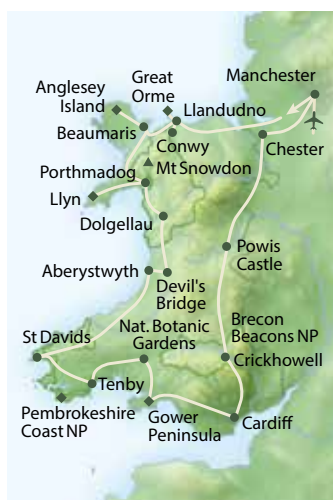 Manchester
Great
Orme
Anglesey
Island
Llandudno
Beaumaris
Conwy
Chester
Porthmadog
Mt Snowdon
Llyn
Dolgellau
Powis
Castle
Aberystwyth
Devil's
Bridge
St Davids
Nat. Botanic
Gardens
Brecon
Beacons NP
Crickhowell
Tenby
Pembrokeshire
Coast NP
Gower
Peninsula
Cardiff